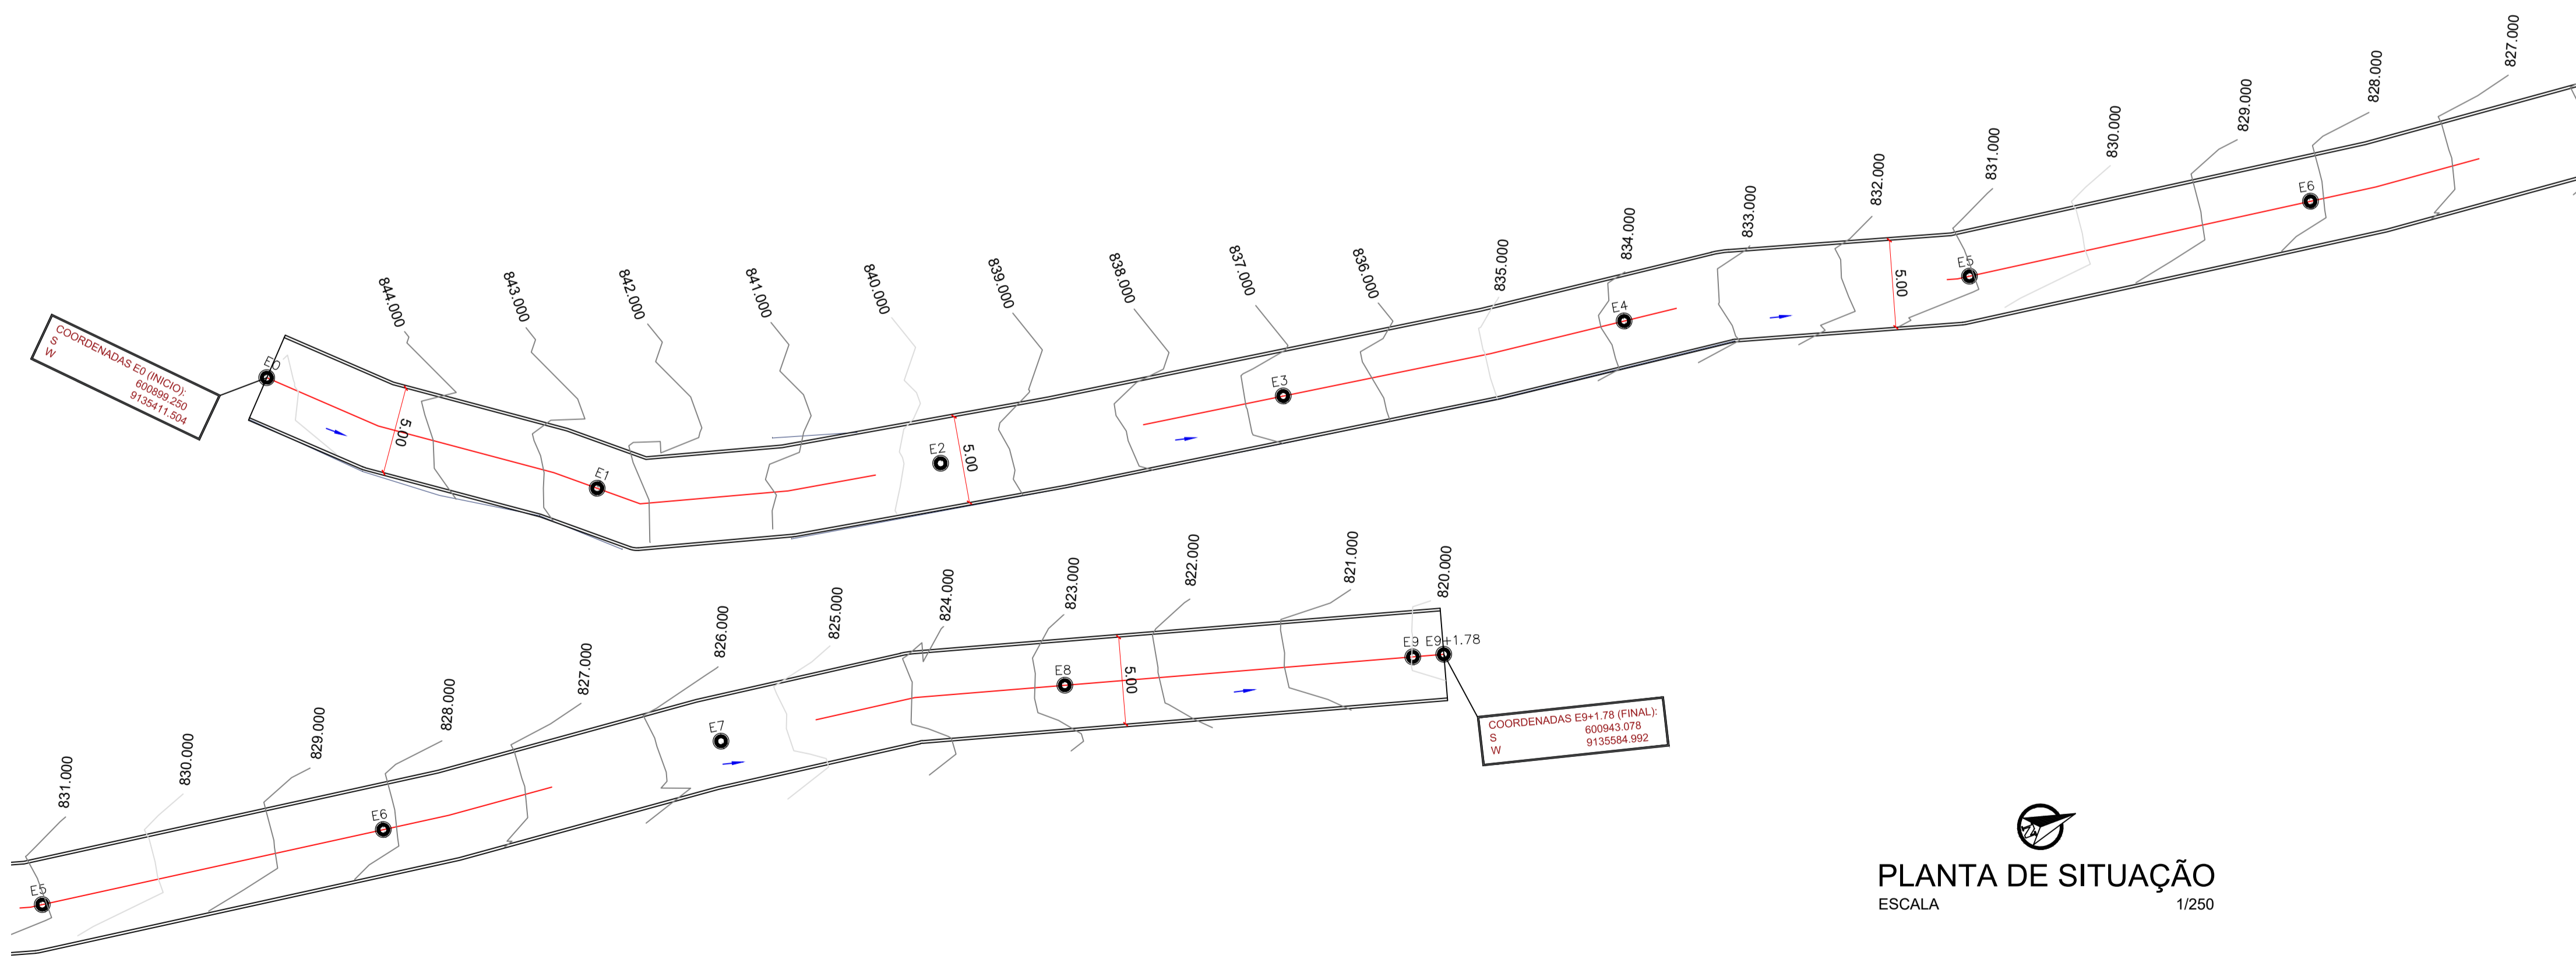 COORDENADAS E0 (INICIO):
S 600899.250
W 9135411.504
E0
844.000
843.000
842.000
841.000
840.000
839.000
838.000
837.000
836.000
835.000
834.000
833.000
832.000
831.000
830.000
829.000
828.000
827.000
5.00
E1
E2
5.00
E3
E4
5.00
E5
E6
831.000
830.000
829.000
828.000
827.000
826.000
825.000
824.000
823.000
822.000
821.000
820.000
E5
E6
E7
E8
5.00
E9
E9+1.78
COORDENADAS E9+1.78 (FINAL):
S 600943.078
W 9135584.992
PLANTA DE SITUAÇÃO
ESCALA 1/250